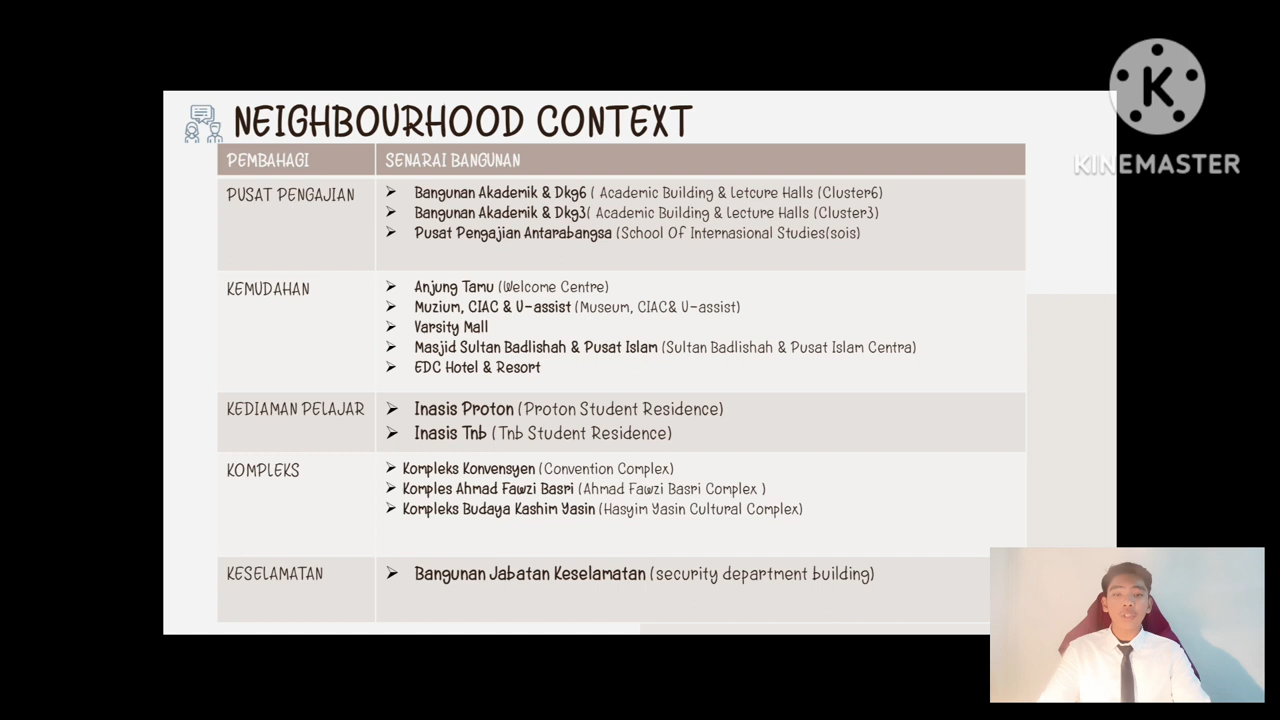 NEIGHBOURHOOD CONTEXT
PEMBAHAGI SENARAI BANGUNAN
PUSAT PENGAJIAN
Bangunan Akademik & Dkg6 ( Academic Building & Letcure Halls (Cluster6)
Bangunan Akademik & Dkg3( Academic Building & Lecture Halls (Cluster3)
Pusat Pengajian Antarabangsa (School Of Internasional Studies(sois)
KEMUDAHAN
Anjung Tamu (Welcome Centre)
Muzium, CIAC & U-assist (Museum, CIAC& U-assist)
Varsity Mall
Masjid Sultan Badlishah & Pusat Islam (Sultan Badlishah & Pusat Islam Centra)
EDC Hotel & Resort
KEDIAMAN PELAJAR
Inasis Proton (Proton Student Residence)
Inasis Tnb (Tnb Student Residence)
KOMPLEKS
Kompleks Konvensyen (Convention Complex)
Komples Ahmad Fawzi Basri (Ahmad Fawzi Basri Complex )
Kompleks Budaya Kashim Yasin (Hasyim Yasin Cultural Complex)
KESELAMATAN
Bangunan Jabatan Keselamatan (security department building)
K
KINEMASTER